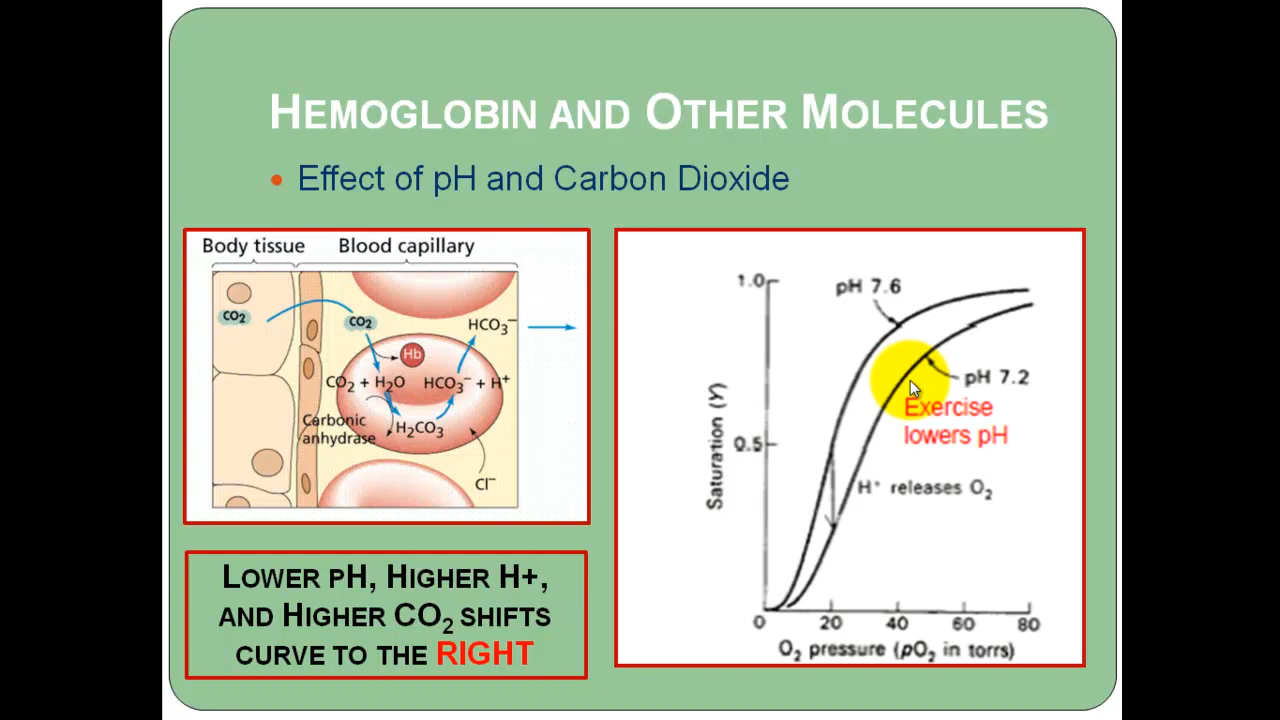 HEMOGLOBIN AND OTHER MOLECULES
• Effect of pH and Carbon Dioxide
Body tissue Blood capillary
CO₂
CO₂
HCO₃⁻
Hb
CO₂ + H₂O HCO₃⁻ + H⁺
Carbonic
anhydrase
H₂CO₃
Cl⁻
LOWER PH, HIGHER H+,
AND HIGHER CO₂ SHIFTS
CURVE TO THE RIGHT
1.0
pH 7.6
pH 7.2
Exercise
lowers pH
Saturation (Y)
0.5
H⁺ releases O₂
0 20 40 60 80
O₂ pressure (pO₂ in torrs)